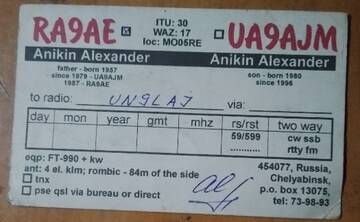 RA9AE ITU: 30 UA9AJM
WAZ: 17
loc: MO05RE
Anikin Alexander Anikin Alexander
father - born 1957 son - born 1980
since 1979 - UA9AJM since 1996
1987 - RA9AE
to radio: UN9LAJ via:
day mon year gmt mhz rs/rst two way
59/599 cw ssb
rtty fm
eqp: FT-990 + kw 454077, Russia,
ant: 4 el. klm; rombic - 84m of the side Chelyabinsk,
tnx p.o. box 13075,
pse qsl via bureau or direct tel: 73-98-93